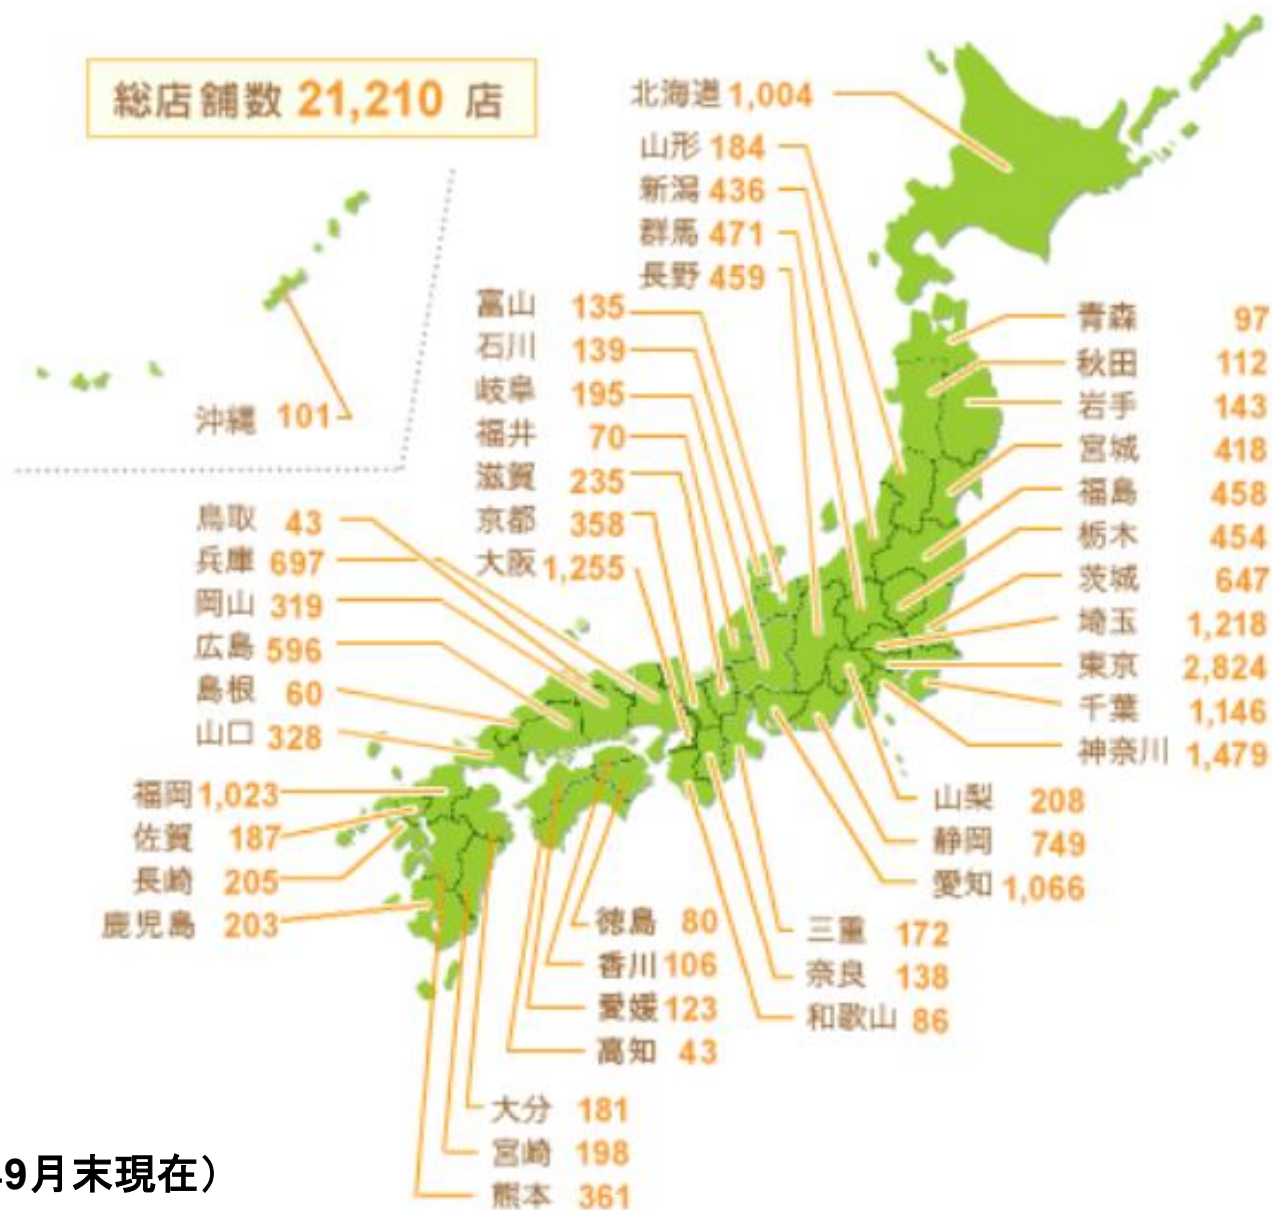 総店舗数 21,210 店
北海道 1,004
山形 184
新潟 436
群馬 471
長野 459
富山 135
石川 139
岐阜 195
福井 70
滋賀 235
京都 358
大阪 1,255
沖縄 101
鳥取 43
兵庫 697
岡山 319
広島 596
島根 60
山口 328
福岡 1,023
佐賀 187
長崎 205
鹿児島 203
青森 97
秋田 112
岩手 143
宮城 418
福島 458
栃木 454
茨城 647
埼玉 1,218
東京 2,824
千葉 1,146
神奈川 1,479
山梨 208
静岡 749
愛知 1,066
三重 172
奈良 138
和歌山 86
徳島 80
香川 106
愛媛 123
高知 43
大分 181
宮崎 198
熊本 361
9月末現在）